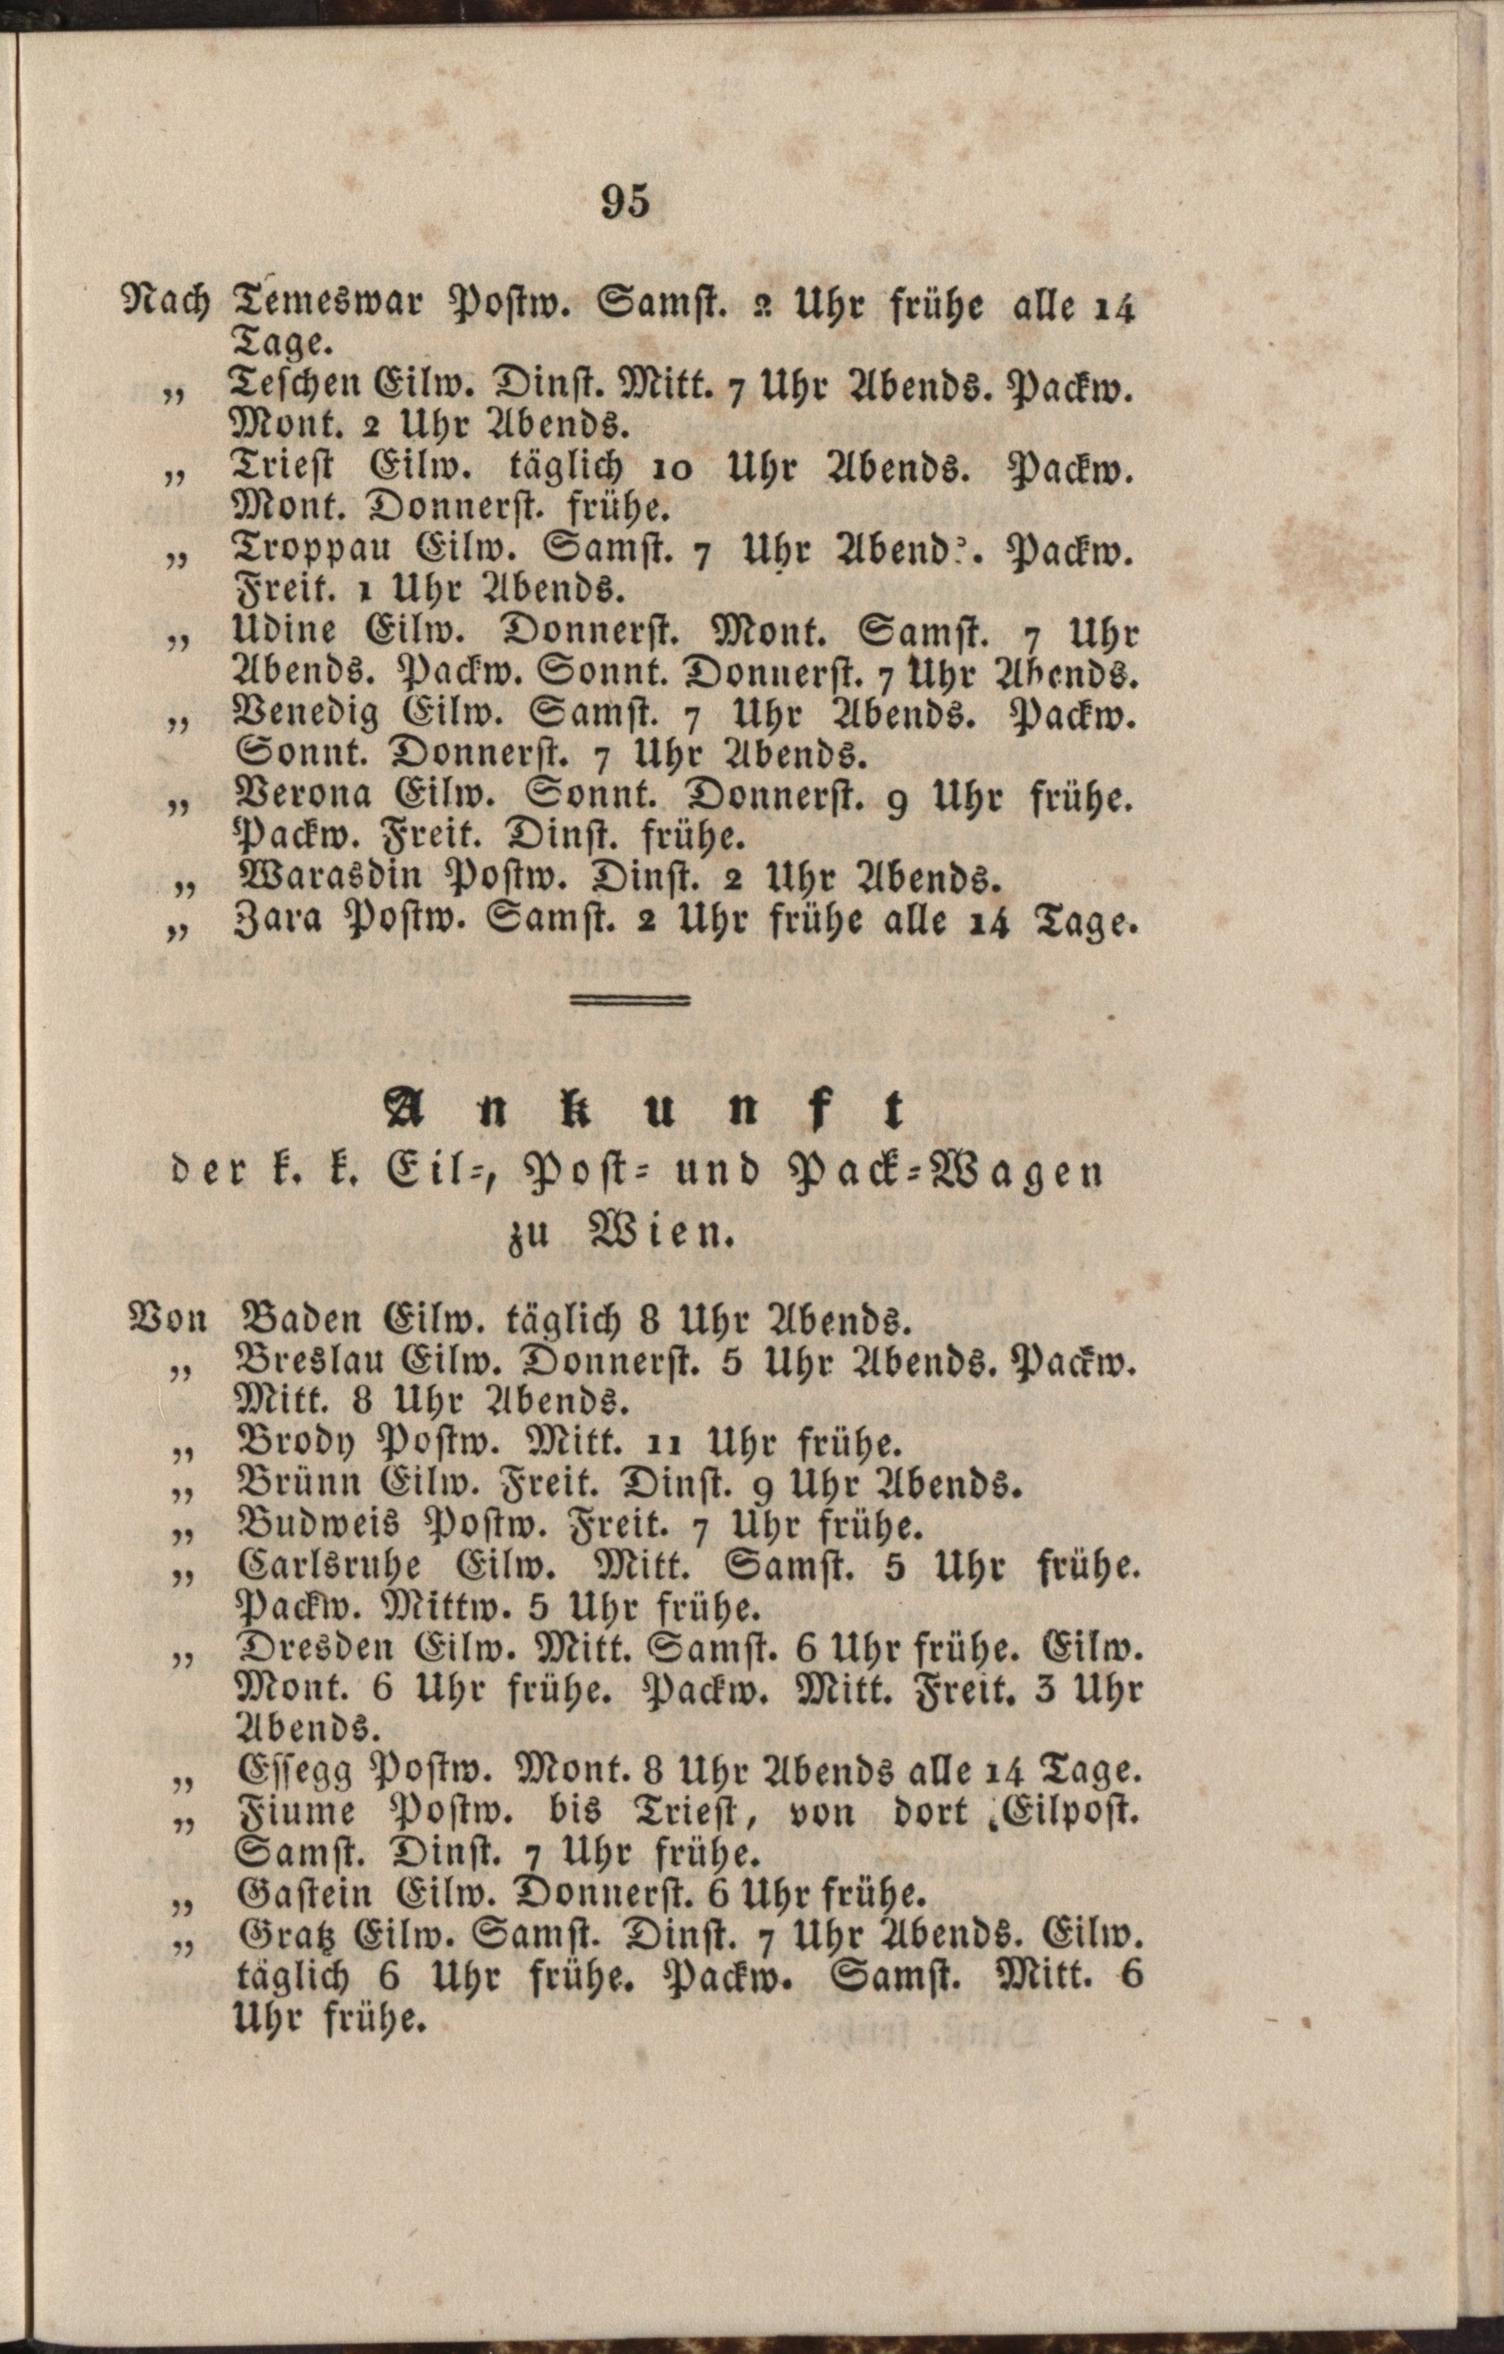 95
Nach Temeswar Postw. Samst. 2 Uhr frühe alle 14
Tage.
„ Teschen Eilw. Dinst. Mitt. 7 Uhr Abends. Packw.
Mont. 2 Uhr Abends.
„ Triest Eilw. täglich 10 Uhr Abends. Packw.
Mont. Donnerst. frühe.
„ Troppau Eilw. Samst. 7 Uhr Abends. Packw.
Freit. 1 Uhr Abends.
„ Udine Eilw. Donnerst. Mont. Samst. 7 Uhr
Abends. Packw. Sonnt. Donnerst. 7 Uhr Abends.
„ Venedig Eilw. Samst. 7 Uhr Abends. Packw.
Sonnt. Donnerst. 7 Uhr Abends.
„ Verona Eilw. Sonnt. Donnerst. 9 Uhr frühe.
Packw. Freit. Dinst. frühe.
„ Warasdin Postw. Dinst. 2 Uhr Abends.
„ Zara Postw. Samst. 2 Uhr frühe alle 14 Tage.
Ankunft
der k. k. Eil-, Post- und Pack-Wagen
zu Wien.
Von Baden Eilw. täglich 8 Uhr Abends.
„ Breslau Eilw. Donnerst. 5 Uhr Abends. Packw.
Mitt. 8 Uhr Abends.
„ Brody Postw. Mitt. 11 Uhr frühe.
„ Brünn Eilw. Freit. Dinst. 9 Uhr Abends.
„ Budweis Postw. Freit. 7 Uhr frühe.
„ Carlsruhe Eilw. Mitt. Samst. 5 Uhr frühe.
Packw. Mittw. 5 Uhr frühe.
„ Dresden Eilw. Mitt. Samst. 6 Uhr frühe. Eilw.
Mont. 6 Uhr frühe. Packw. Mitt. Freit. 3 Uhr
Abends.
„ Essegg Postw. Mont. 8 Uhr Abends alle 14 Tage.
„ Fiume Postw. bis Triest, von dort Eilpost.
Samst. Dinst. 7 Uhr frühe.
„ Gastein Eilw. Donnerst. 6 Uhr frühe.
„ Gratz Eilw. Samst. Dinst. 7 Uhr Abends. Eilw.
täglich 6 Uhr frühe. Packw. Samst. Mitt. 6
Uhr frühe.